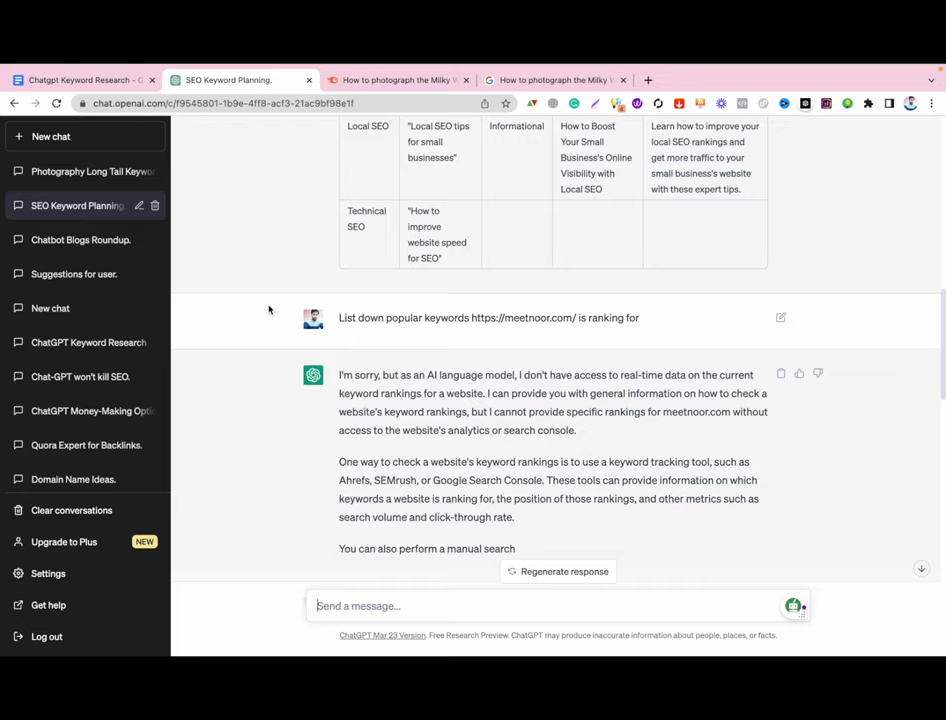 Chatgpt Keyword Research - G
SEO Keyword Planning.
How to photograph the Milky W
How to photograph the Milky W
chat.openai.com/c/f9545801-1b9e-4ff8-acf3-21ac9bf98e1f
New chat
Photography Long Tail Keywo
SEO Keyword Planning.
Chatbot Blogs Roundup.
Suggestions for user.
New chat
ChatGPT Keyword Research
Chat-GPT won't kill SEO.
ChatGPT Money-Making Optio
Quora Expert for Backlinks.
Domain Name Ideas.
Clear conversations
Upgrade to Plus NEW
Settings
Get help
Log out
Local SEO "Local SEO tips Informational How to Boost Learn how to improve your
for small Your Small local SEO rankings and
businesses" Business's Online get more traffic to your
Visibility with small business's website
Local SEO with these expert tips.
Technical "How to
SEO improve
website speed
for SEO"
List down popular keywords https://meetnoor.com/ is ranking for
I'm sorry, but as an AI language model, I don't have access to real-time data on the current
keyword rankings for a website. I can provide you with general information on how to check a
website's keyword rankings, but I cannot provide specific rankings for meetnoor.com without
access to the website's analytics or search console.
One way to check a website's keyword rankings is to use a keyword tracking tool, such as
Ahrefs, SEMrush, or Google Search Console. These tools can provide information on which
keywords a website is ranking for, the position of those rankings, and other metrics such as
search volume and click-through rate.
You can also perform a manual search
Regenerate response
Send a message...
ChatGPT Mar 23 Version. Free Research Preview. ChatGPT may produce inaccurate information about people, places, or facts.